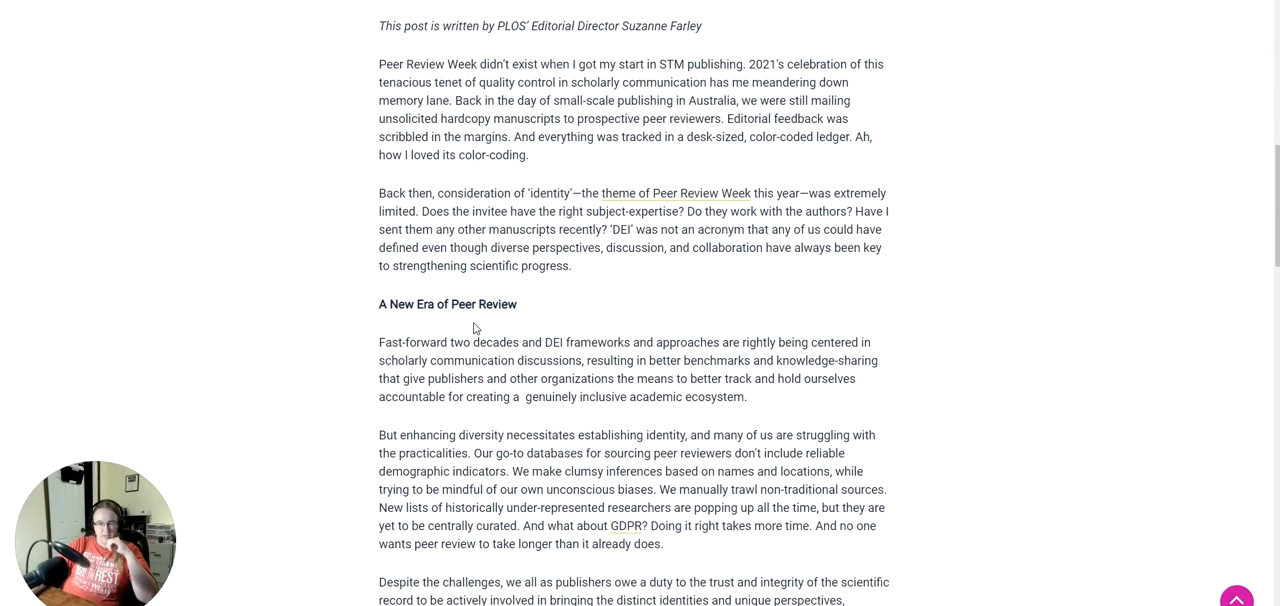 This post is written by PLOS’ Editorial Director Suzanne Farley
Peer Review Week didn’t exist when I got my start in STM publishing. 2021’s celebration of this
tenacious tenet of quality control in scholarly communication has me meandering down
memory lane. Back in the day of small-scale publishing in Australia, we were still mailing
unsolicited hardcopy manuscripts to prospective peer reviewers. Editorial feedback was
scribbled in the margins. And everything was tracked in a desk-sized, color-coded ledger. Ah,
how I loved its color-coding.
Back then, consideration of ‘identity’—the theme of Peer Review Week this year—was extremely
limited. Does the invitee have the right subject-expertise? Do they work with the authors? Have I
sent them any other manuscripts recently? ‘DEI’ was not an acronym that any of us could have
defined even though diverse perspectives, discussion, and collaboration have always been key
to strengthening scientific progress.
A New Era of Peer Review
Fast-forward two decades and DEI frameworks and approaches are rightly being centered in
scholarly communication discussions, resulting in better benchmarks and knowledge-sharing
that give publishers and other organizations the means to better track and hold ourselves
accountable for creating a  genuinely inclusive academic ecosystem.
But enhancing diversity necessitates establishing identity, and many of us are struggling with
the practicalities. Our go-to databases for sourcing peer reviewers don’t include reliable
demographic indicators. We make clumsy inferences based on names and locations, while
trying to be mindful of our own unconscious biases. We manually trawl non-traditional sources.
New lists of historically under-represented researchers are popping up all the time, but they are
yet to be centrally curated. And what about GDPR? Doing it right takes more time. And no one
wants peer review to take longer than it already does.
Despite the challenges, we all as publishers owe a duty to the trust and integrity of the scientific
record to be actively involved in bringing the distinct identities and unique perspectives,
REST